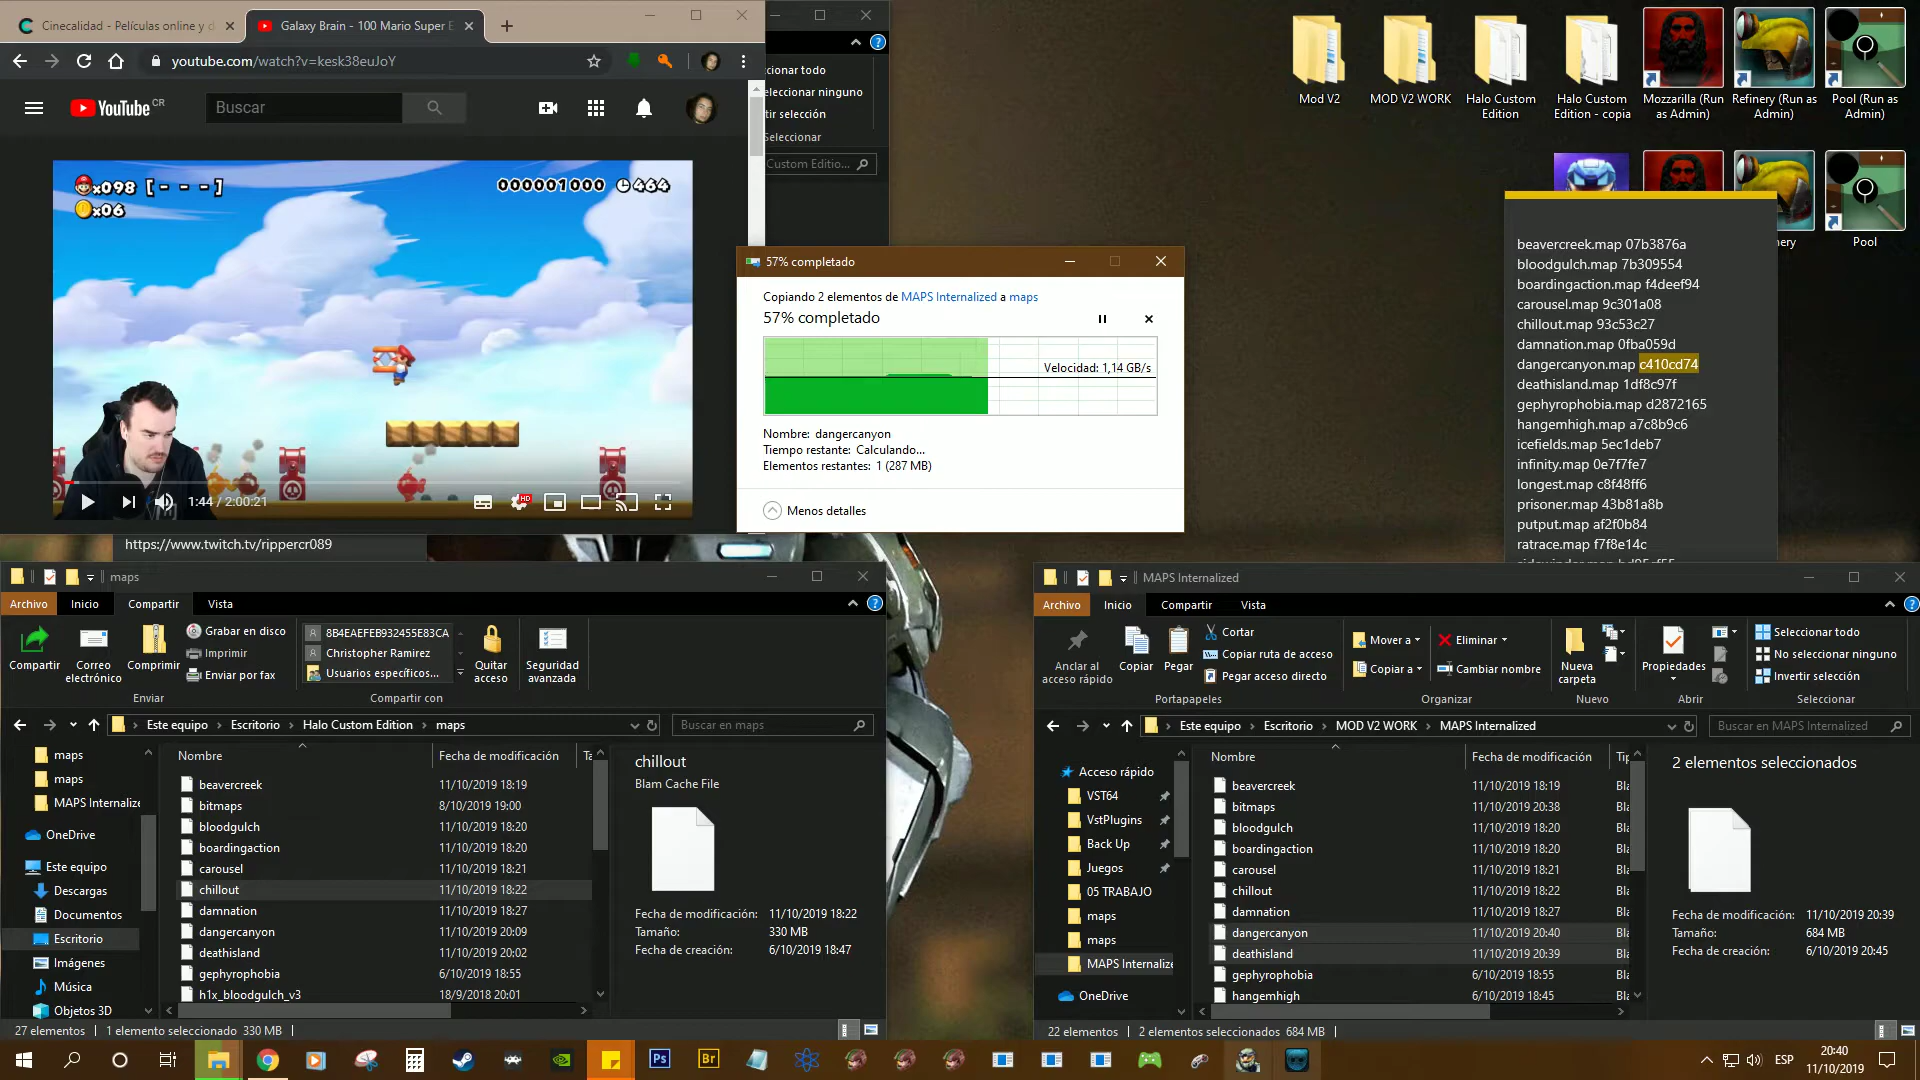 Cinecalidad - Películas online y d
Galaxy Brain - 100 Mario Super E
youtube.com/watch?v=kesk38euJoY
YouTube CR
Buscar
x098 [- - -]
x06
000001000 464
1:44 / 2:00:21
HD
https://www.twitch.tv/rippercr089
cionar todo
eleccionar ninguno
tir selección
Seleccionar
Custom Editio...
57% completado
Copiando 2 elementos de MAPS Internalized a maps
57% completado
Velocidad: 1,14 GB/s
Nombre: dangercanyon
Tiempo restante: Calculando...
Elementos restantes: 1 (287 MB)
Menos detalles
Mod V2
MOD V2 WORK
Halo Custom Edition
Halo Custom Edition - copia
Mozzarilla (Run as Admin)
Refinery (Run as Admin)
Pool (Run as Admin)
nery
Pool
beavercreek.map 07b3876a
bloodgulch.map 7b309554
boardingaction.map f4deef94
carousel.map 9c301a08
chillout.map 93c53c27
damnation.map 0fba059d
dangercanyon.map c410cd74
deathisland.map 1df8c97f
gephyrophobia.map d2872165
hangemhigh.map a7c8b9c6
icefields.map 5ec1deb7
infinity.map 0e7f7fe7
longest.map c8f48ff6
prisoner.map 43b81a8b
putput.map af2f0b84
ratrace.map f7f8e14c
maps
Archivo Inicio Compartir Vista
Compartir
Correo electrónico
Comprimir
Grabar en disco
Imprimir
Enviar por fax
Enviar
8B4EAEFEB932455E83CA
Christopher Ramirez
Usuarios específicos...
Compartir con
Quitar acceso
Seguridad avanzada
Este equipo > Escritorio > Halo Custom Edition > maps
Buscar en maps
maps
maps
MAPS Internalize
OneDrive
Este equipo
Descargas
Documentos
Escritorio
Imágenes
Música
Objetos 3D
Nombre Fecha de modificación
beavercreek 11/10/2019 18:19
bitmaps 8/10/2019 19:00
bloodgulch 11/10/2019 18:20
boardingaction 11/10/2019 18:20
carousel 11/10/2019 18:21
chillout 11/10/2019 18:22
damnation 11/10/2019 18:27
dangercanyon 11/10/2019 20:09
deathisland 11/10/2019 20:02
gephyrophobia 6/10/2019 18:55
h1x_bloodgulch_v3 18/9/2018 20:01
chillout
Blam Cache File
Fecha de modificación: 11/10/2019 18:22
Tamaño: 330 MB
Fecha de creación: 6/10/2019 18:47
27 elementos 1 elemento seleccionado 330 MB
MAPS Internalized
Archivo Inicio Compartir Vista
Anclar al acceso rápido
Copiar
Pegar
Cortar
Copiar ruta de acceso
Pegar acceso directo
Portapapeles
Mover a
Copiar a
Eliminar
Cambiar nombre
Organizar
Nueva carpeta
Nuevo
Propiedades
Abrir
Seleccionar todo
No seleccionar ninguno
Invertir selección
Seleccionar
Este equipo > Escritorio > MOD V2 WORK > MAPS Internalized
Buscar en MAPS Internalized
Acceso rápido
VST64
VstPlugins
Back Up
Juegos
05 TRABAJO
maps
maps
MAPS Internalize
OneDrive
Nombre Fecha de modificación Tip
beavercreek 11/10/2019 18:19 Bla
bitmaps 11/10/2019 20:38 Bla
bloodgulch 11/10/2019 18:20 Bla
boardingaction 11/10/2019 18:20 Bla
carousel 11/10/2019 18:21 Bla
chillout 11/10/2019 18:22 Bla
damnation 11/10/2019 18:27 Bla
dangercanyon 11/10/2019 20:40 Bla
deathisland 11/10/2019 20:39 Bla
gephyrophobia 6/10/2019 18:55 Bla
hangemhigh 6/10/2019 18:45 Bla
2 elementos seleccionados
Fecha de modificación: 11/10/2019 20:39
Tamaño: 684 MB
Fecha de creación: 6/10/2019 20:45
22 elementos 2 elementos seleccionados 684 MB
Ps
Br
ESP
20:40
11/10/2019